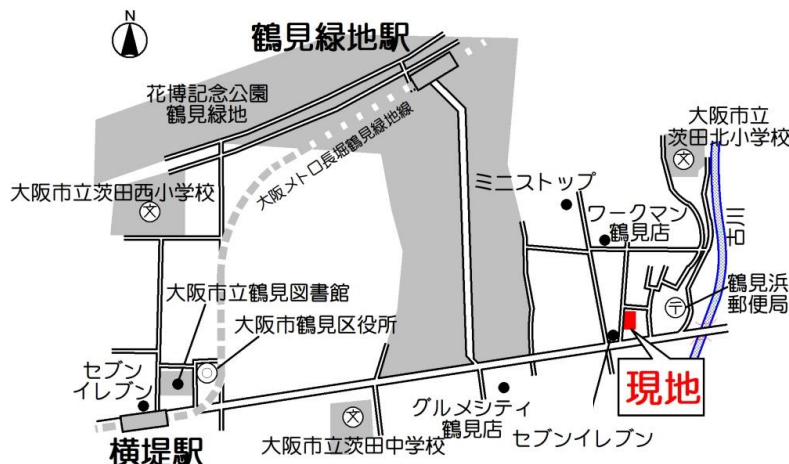 N
鶴見緑地駅
花博記念公園
鶴見緑地
大阪メトロ長堀鶴見緑地線
大阪市立
茨田北小学校
大阪市立茨田西小学校
ミニストップ
ワークマン
鶴見店
古川
大阪市立鶴見図書館
鶴見浜
郵便局
大阪市鶴見区役所
セブン
イレブン
現地
グルメシティ
鶴見店
セブンイレブン
大阪市立茨田中学校
横堤駅
文
文
文
〒